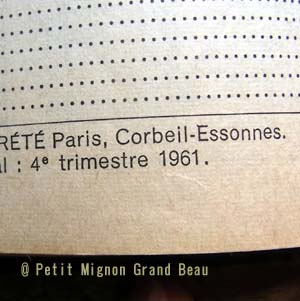 RÉTÉ Paris, Corbeil-Essonnes.
l : 4e trimestre 1961.
@ Petit Mignon Grand Beau